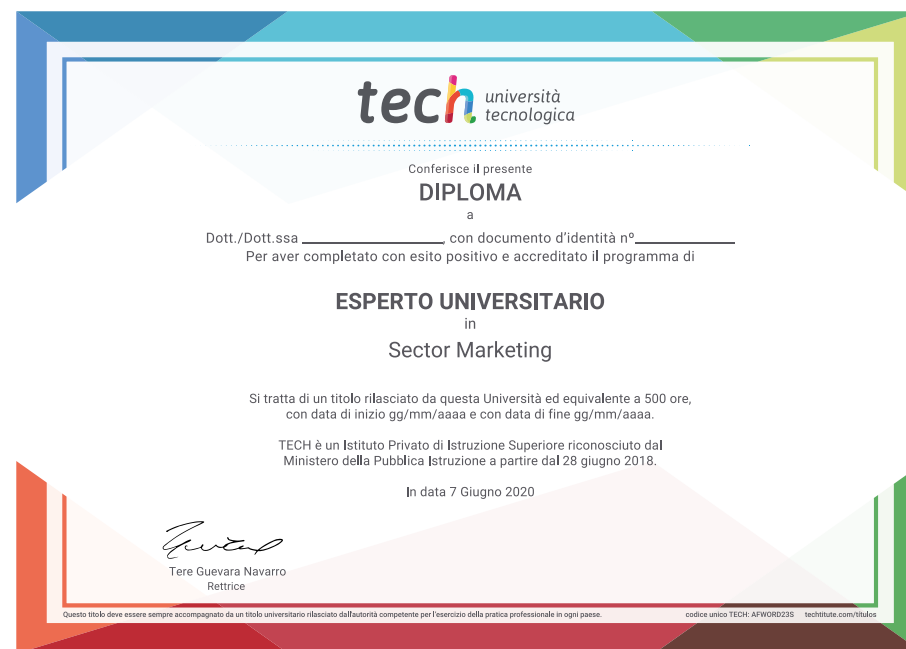 tech università
tecnologica
Conferisce il presente
DIPLOMA
a
Dott./Dott.ssa ____________________, con documento d'identità nº______________
Per aver completato con esito positivo e accreditato il programma di
ESPERTO UNIVERSITARIO
in
Sector Marketing
Si tratta di un titolo rilasciato da questa Università ed equivalente a 500 ore,
con data di inizio gg/mm/aaaa e con data di fine gg/mm/aaaa.
TECH è un Istituto Privato di Istruzione Superiore riconosciuto dal
Ministero della Pubblica Istruzione a partire dal 28 giugno 2018.
In data 7 Giugno 2020
Tere Guevara Navarro
Rettrice
Questo titolo deve essere sempre accompagnato da un titolo universitario rilasciato dall'autorità competente per l'esercizio della pratica professionale in ogni paese. codice unico TECH: AFWORD23S techtitute.com/titulos